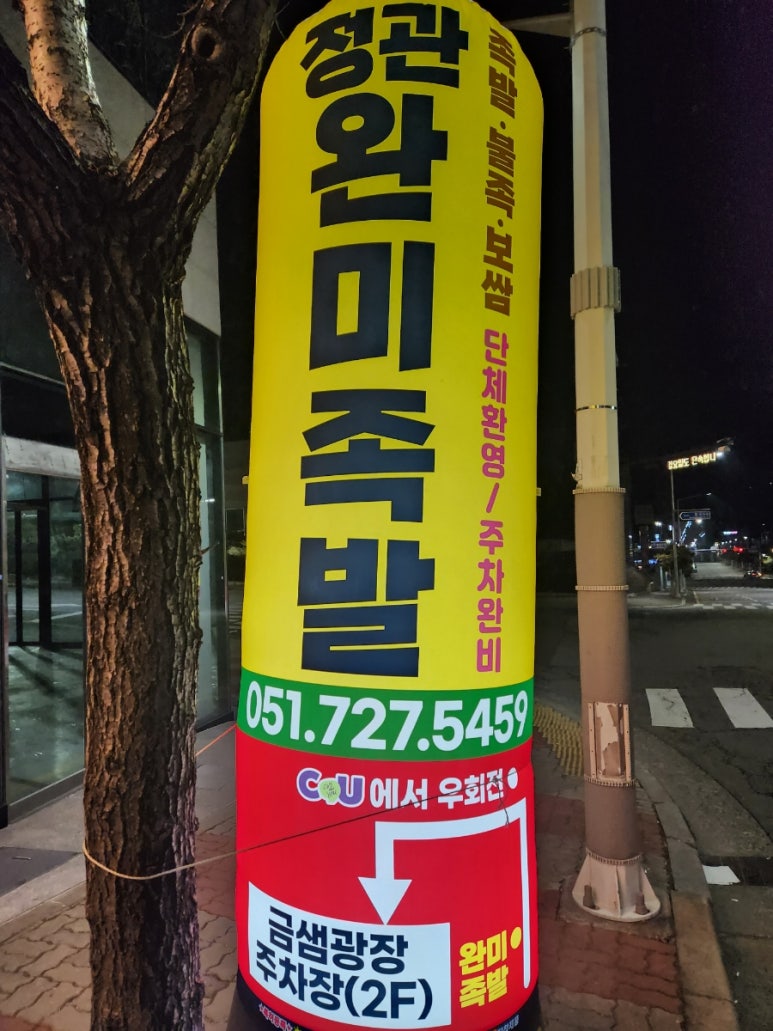 정관
완미족발
족발·불족·보쌈 단체환영/주차완비
051.727.5459
CU에서 우회전
금샘광장
주차장(2F)
완미
족발